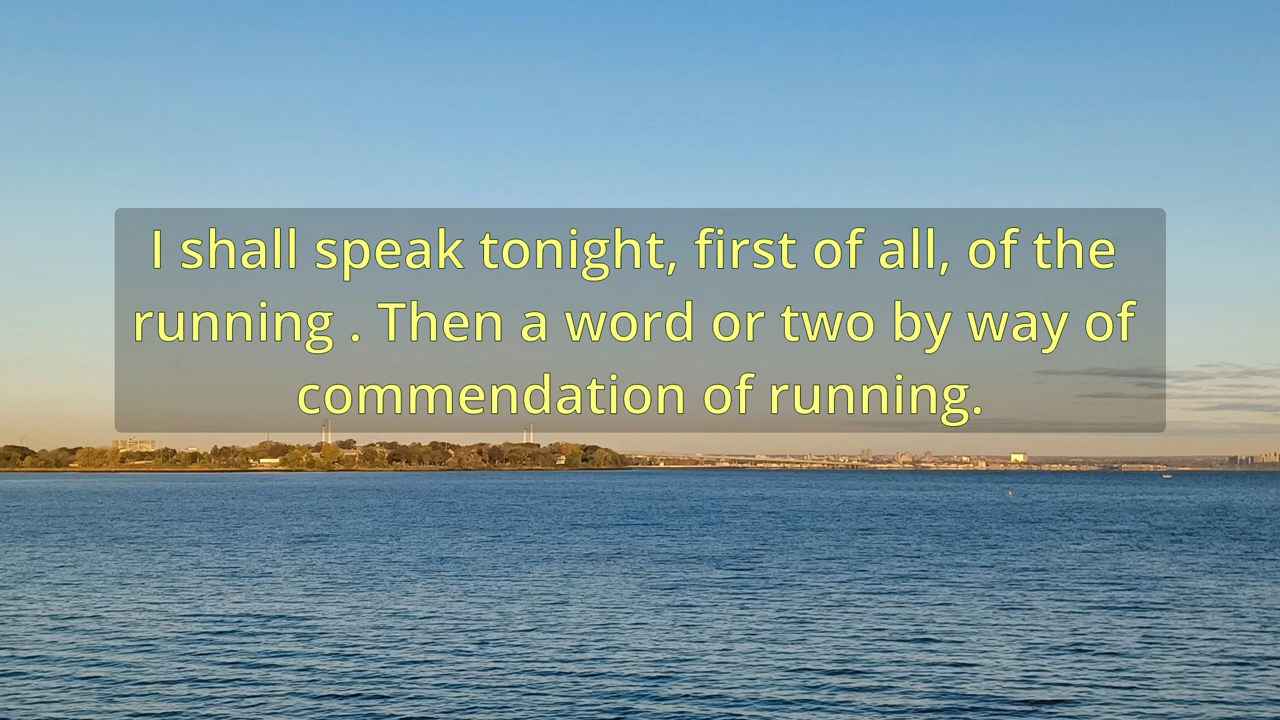 I shall speak tonight, first of all, of the
running . Then a word or two by way of
commendation of running.